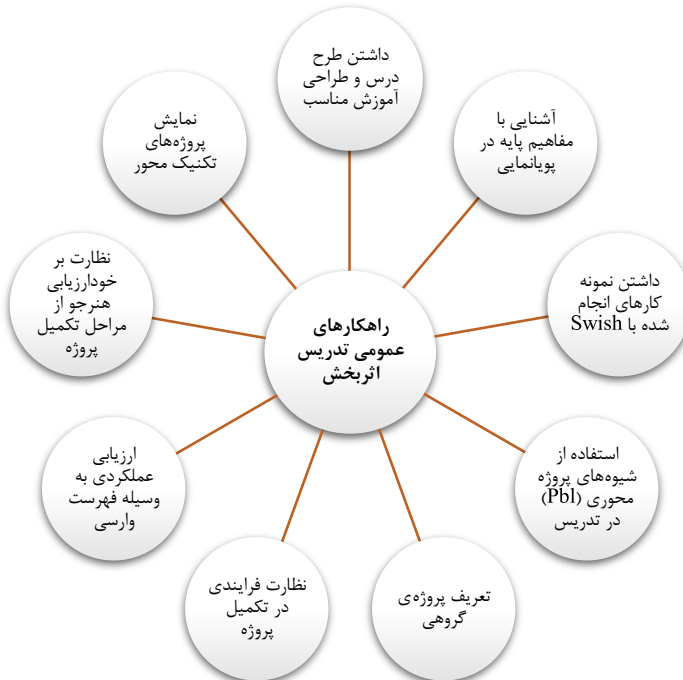 راهکارهای
عمومی تدریس
اثربخش
داشتن طرح
درس و طراحی
آموزش مناسب
آشنایی با
مفاهیم پایه در
پویانمایی
داشتن نمونه
کارهای انجام
شده با Swish
استفاده از
شیوه‌های پروژه
محوری (Pbl)
در تدریس
تعریف پروژه‌ی
گروهی
نظارت فرایندی
در تکمیل
پروژه
ارزیابی
عملکردی به
وسیله فهرست
وارسی
نظارت بر
خودارزیابی
هنرجو از
مراحل تکمیل
پروژه
نمایش
پروژه‌های
تکنیک محور